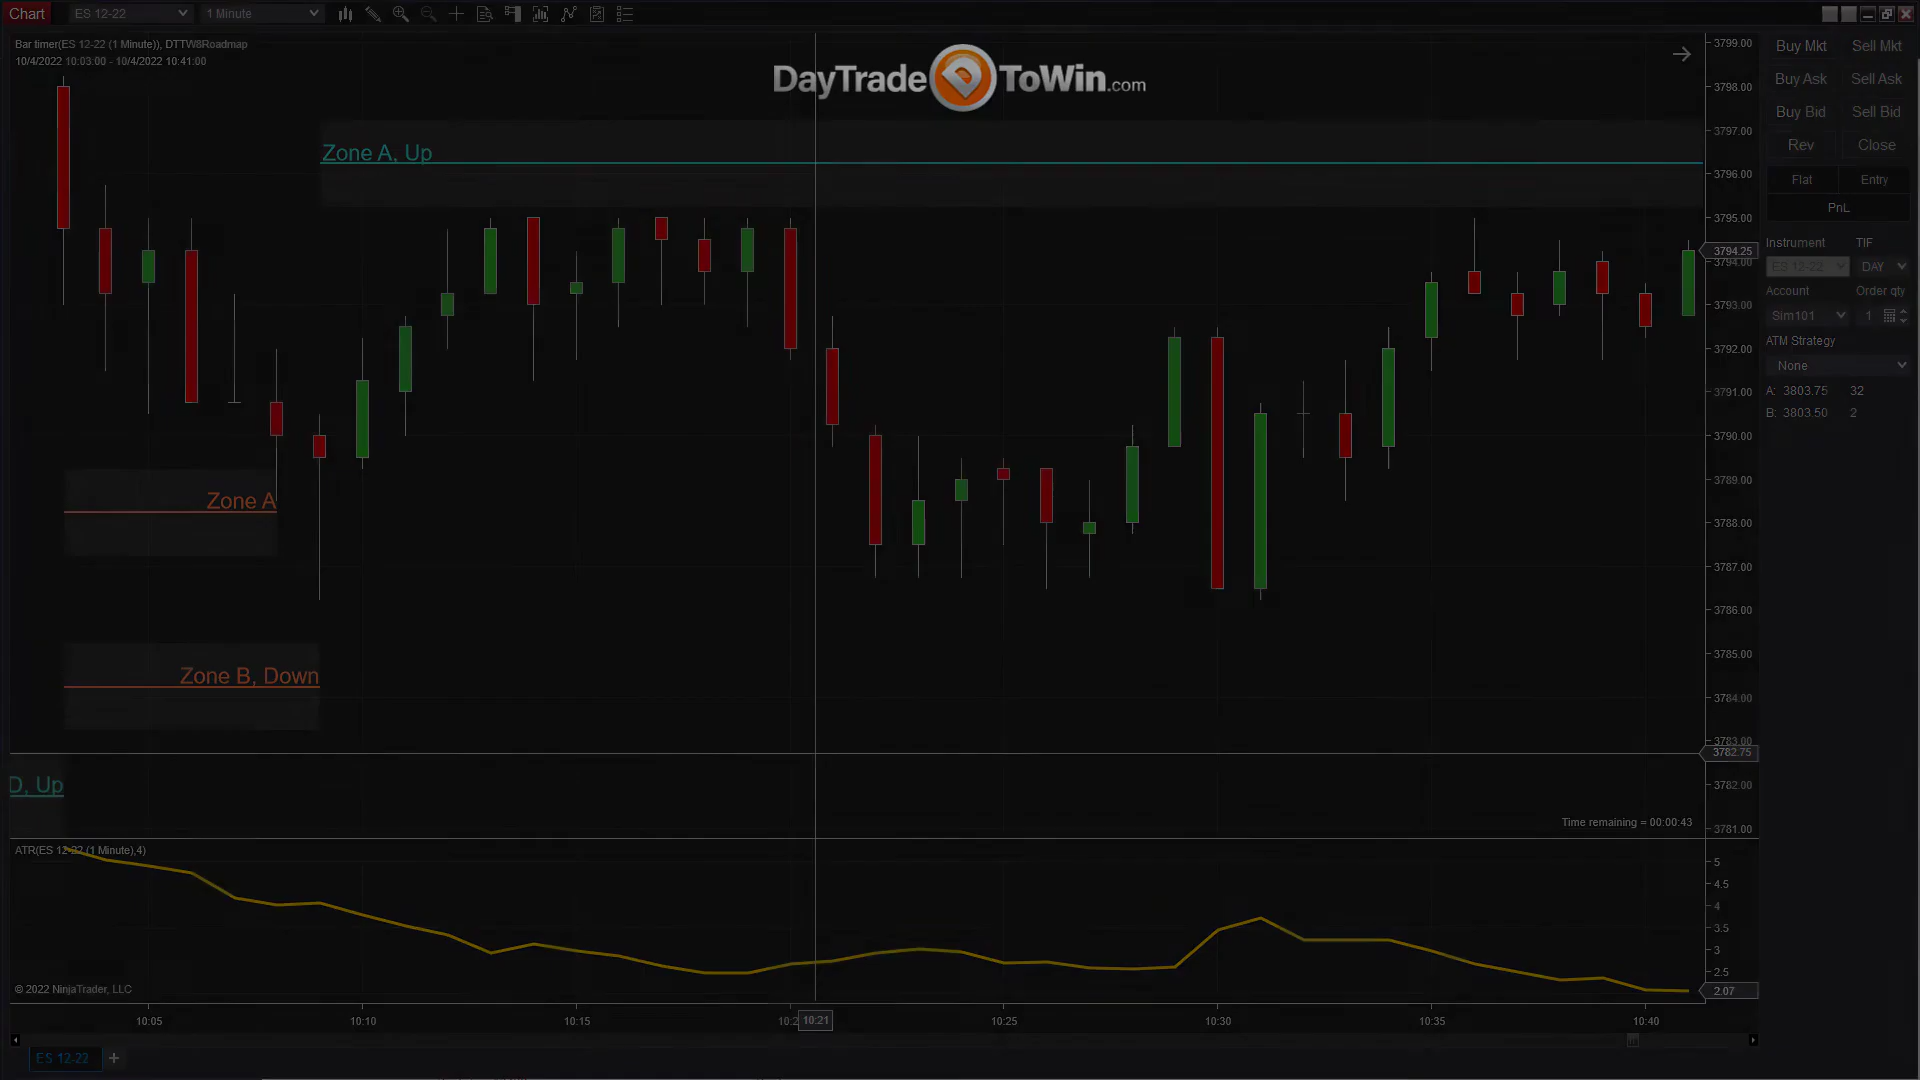 Chart ES 12-22 1 Minute
Bar timer(ES 12-22 (1 Minute)), DTTW8Roadmap
10/4/2022 10:03:00 - 10/4/2022 10:41:00
DayTradeToWin.com
Zone A, Up
Zone A
Zone B, Down
D, Up
Time remaining = 00:00:43
3799.00
3798.00
3797.00
3796.00
3795.00
3794.25
3794.00
3793.00
3792.00
3791.00
3790.00
3789.00
3788.00
3787.00
3786.00
3785.00
3784.00
3783.00
3782.75
3782.00
3781.00
ATR(ES 12-22 (1 Minute),4)
5
4.5
4
3.5
3
2.5
2.07
© 2022 NinjaTrader, LLC
10:05 10:10 10:15 10:21 10:25 10:30 10:35 10:40
ES 12-22 +
Buy Mkt Sell Mkt
Buy Ask Sell Ask
Buy Bid Sell Bid
Rev Close
Flat Entry
PnL
Instrument TIF
ES 12-22 DAY
Account Order qty
Sim101 1
ATM Strategy
None
A: 3803.75 32
B: 3803.50 2